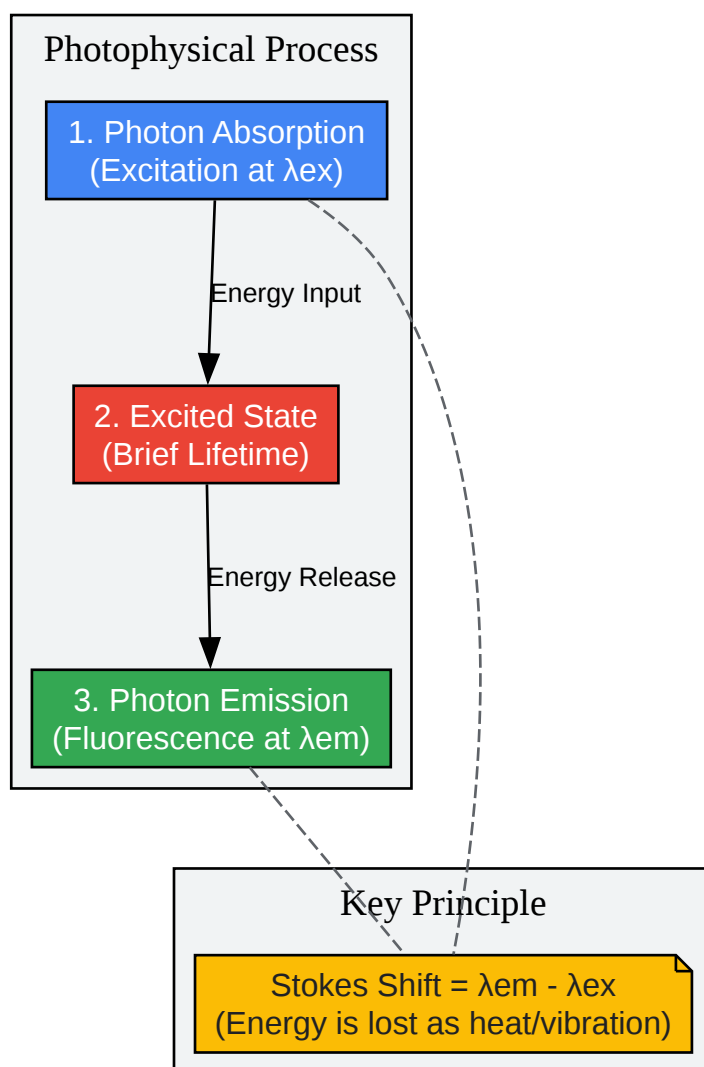 Photophysical Process
1. Photon Absorption
(Excitation at λex)
Energy Input
2. Excited State
(Brief Lifetime)
Energy Release
3. Photon Emission
(Fluorescence at λem)
Key Principle
Stokes Shift = λem - λex
(Energy is lost as heat/vibration)